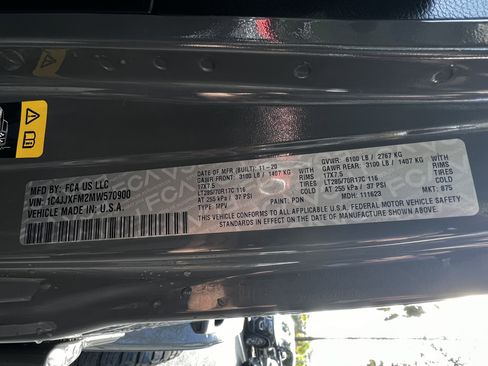 MFD BY: FCA US LLC
DATE OF MFR (BUILT): 11-20
GVWR: 6100 LB / 2767 KG
GAWR FRONT: 3100 LB / 1407 KG
GAWR REAR: 3100 LB / 1407 KG
17X7.5 RIMS
17X7.5 RIMS
LT285/70R17C 116 TIRES
LT285/70R17C 116 TIRES
AT 255 kPa / 37 PSI COLD
AT 255 kPa / 37 PSI COLD
VIN: 1C4JJXFM2MW570900
TYPE: MPV
PAINT: PDN
MDH: 111623
MKT: 875
VEHICLE MADE IN: U.S.A.
THIS VEHICLE CONFORMS TO ALL APPLICABLE U.S.A. FEDERAL MOTOR VEHICLE SAFETY
STANDARDS IN EFFECT ON THE DATE OF MANUFACTURE SHOWN ABOVE